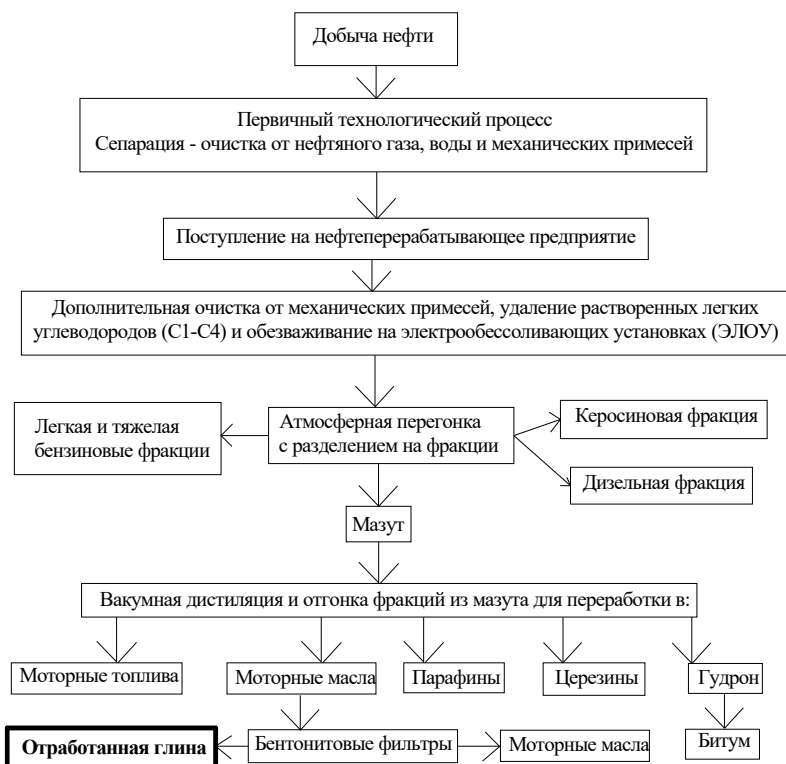 Добыча нефти
Первичный технологический процесс
Сепарация - очистка от нефтяного газа, воды и механических примесей
Поступление на нефтеперерабатывающее предприятие
Дополнительная очистка от механических примесей, удаление растворенных легких
углеводородов (С1-С4) и обезваживание на электрообессоливающих установках (ЭЛОУ)
Легкая и тяжелая
бензиновые фракции
Атмосферная перегонка
с разделением на фракции
Керосиновая фракция
Дизельная фракция
Мазут
Вакумная дистиляция и отгонка фракций из мазута для переработки в:
Моторные топлива
Моторные масла
Парафины
Церезины
Гудрон
Отработанная глина
Бентонитовые фильтры
Моторные масла
Битум